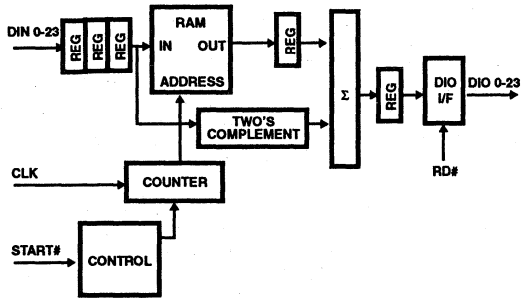 DIN 0-23
REG
REG
REG
RAM
IN OUT
ADDRESS
REG
TWO'S
COMPLEMENT
Σ
REG
DIO
I/F
DIO 0-23
RD#
CLK
COUNTER
START#
CONTROL